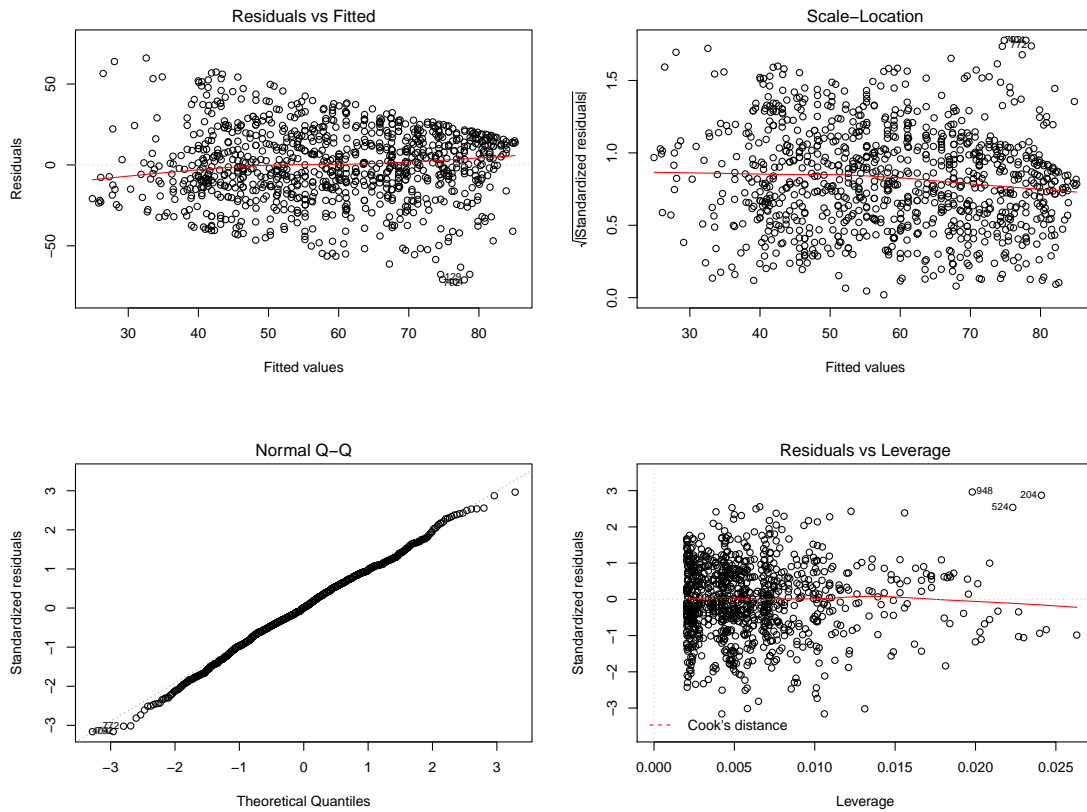 Residuals vs Fitted
Residuals
50
0
−50
129
30 40 50 60 70 80
Fitted values
Scale−Location
√|Standardized residuals|
1.5
1.0
0.5
0.0
772
30 40 50 60 70 80
Fitted values
Normal Q−Q
Standardized residuals
3
2
1
0
−1
−2
−3
772
−3 −2 −1 0 1 2 3
Theoretical Quantiles
Residuals vs Leverage
Standardized residuals
3
2
1
0
−1
−2
−3
948
204
524
Cook's distance
0.000 0.005 0.010 0.015 0.020 0.025
Leverage